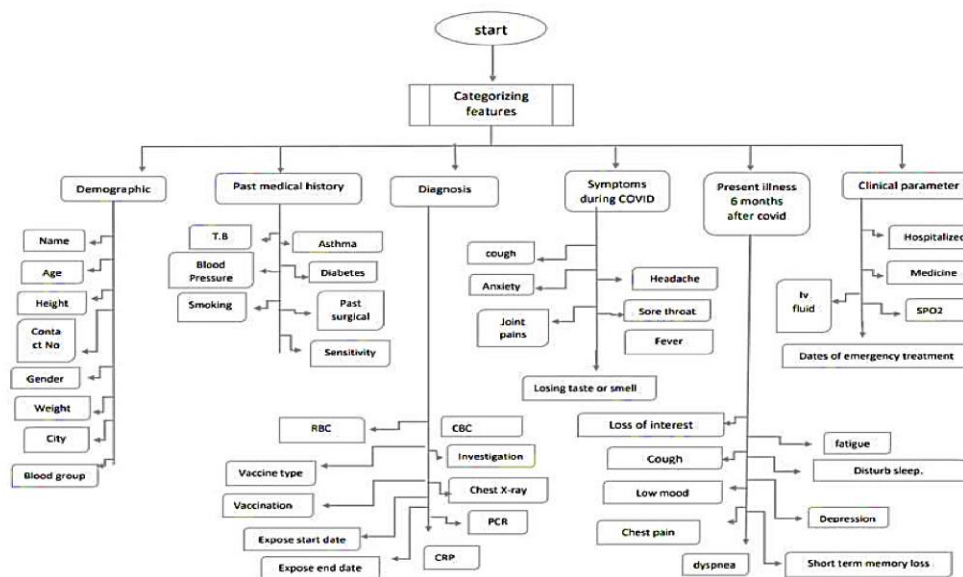 start
Categorizing
features
Demographic
Name
Age
Height
Conta
ct No
Gender
Weight
City
Blood group
Past medical history
T.B
Asthma
Blood
Pressure
Diabetes
Smoking
Past
surgical
Sensitivity
Diagnosis
RBC
CBC
Investigation
Vaccine type
Chest X-ray
Vaccination
PCR
Expose start date
CRP
Expose end date
Symptoms
during COVID
cough
Headache
Anxiety
Sore throat
Joint
pains
Fever
Losing taste or smell
Present illness
6 months
after covid
Loss of interest
fatigue
Cough
Disturb sleep.
Low mood
Depression
Chest pain
Short term memory loss
dyspnea
Clinical parameter
Hospitalized
Medicine
Iv
fluid
SPO2
Dates of emergency treatment